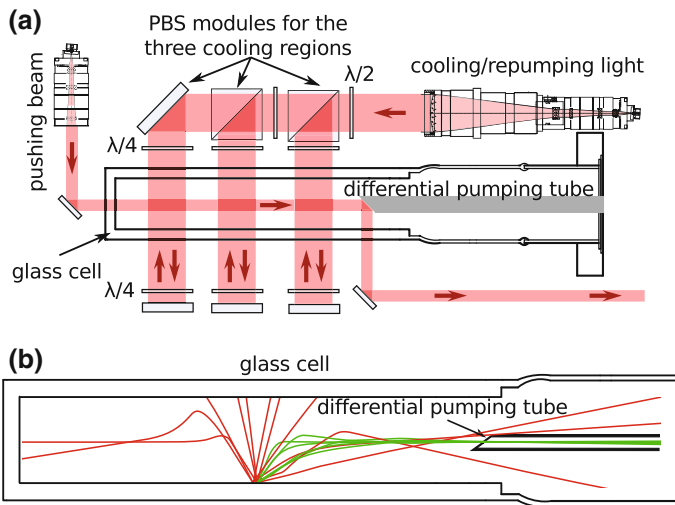 (a)
PBS modules for the
three cooling regions
pushing beam
λ/2
cooling/repumping light
λ/4
differential pumping tube
glass cell
λ/4
(b)
glass cell
differential pumping tube